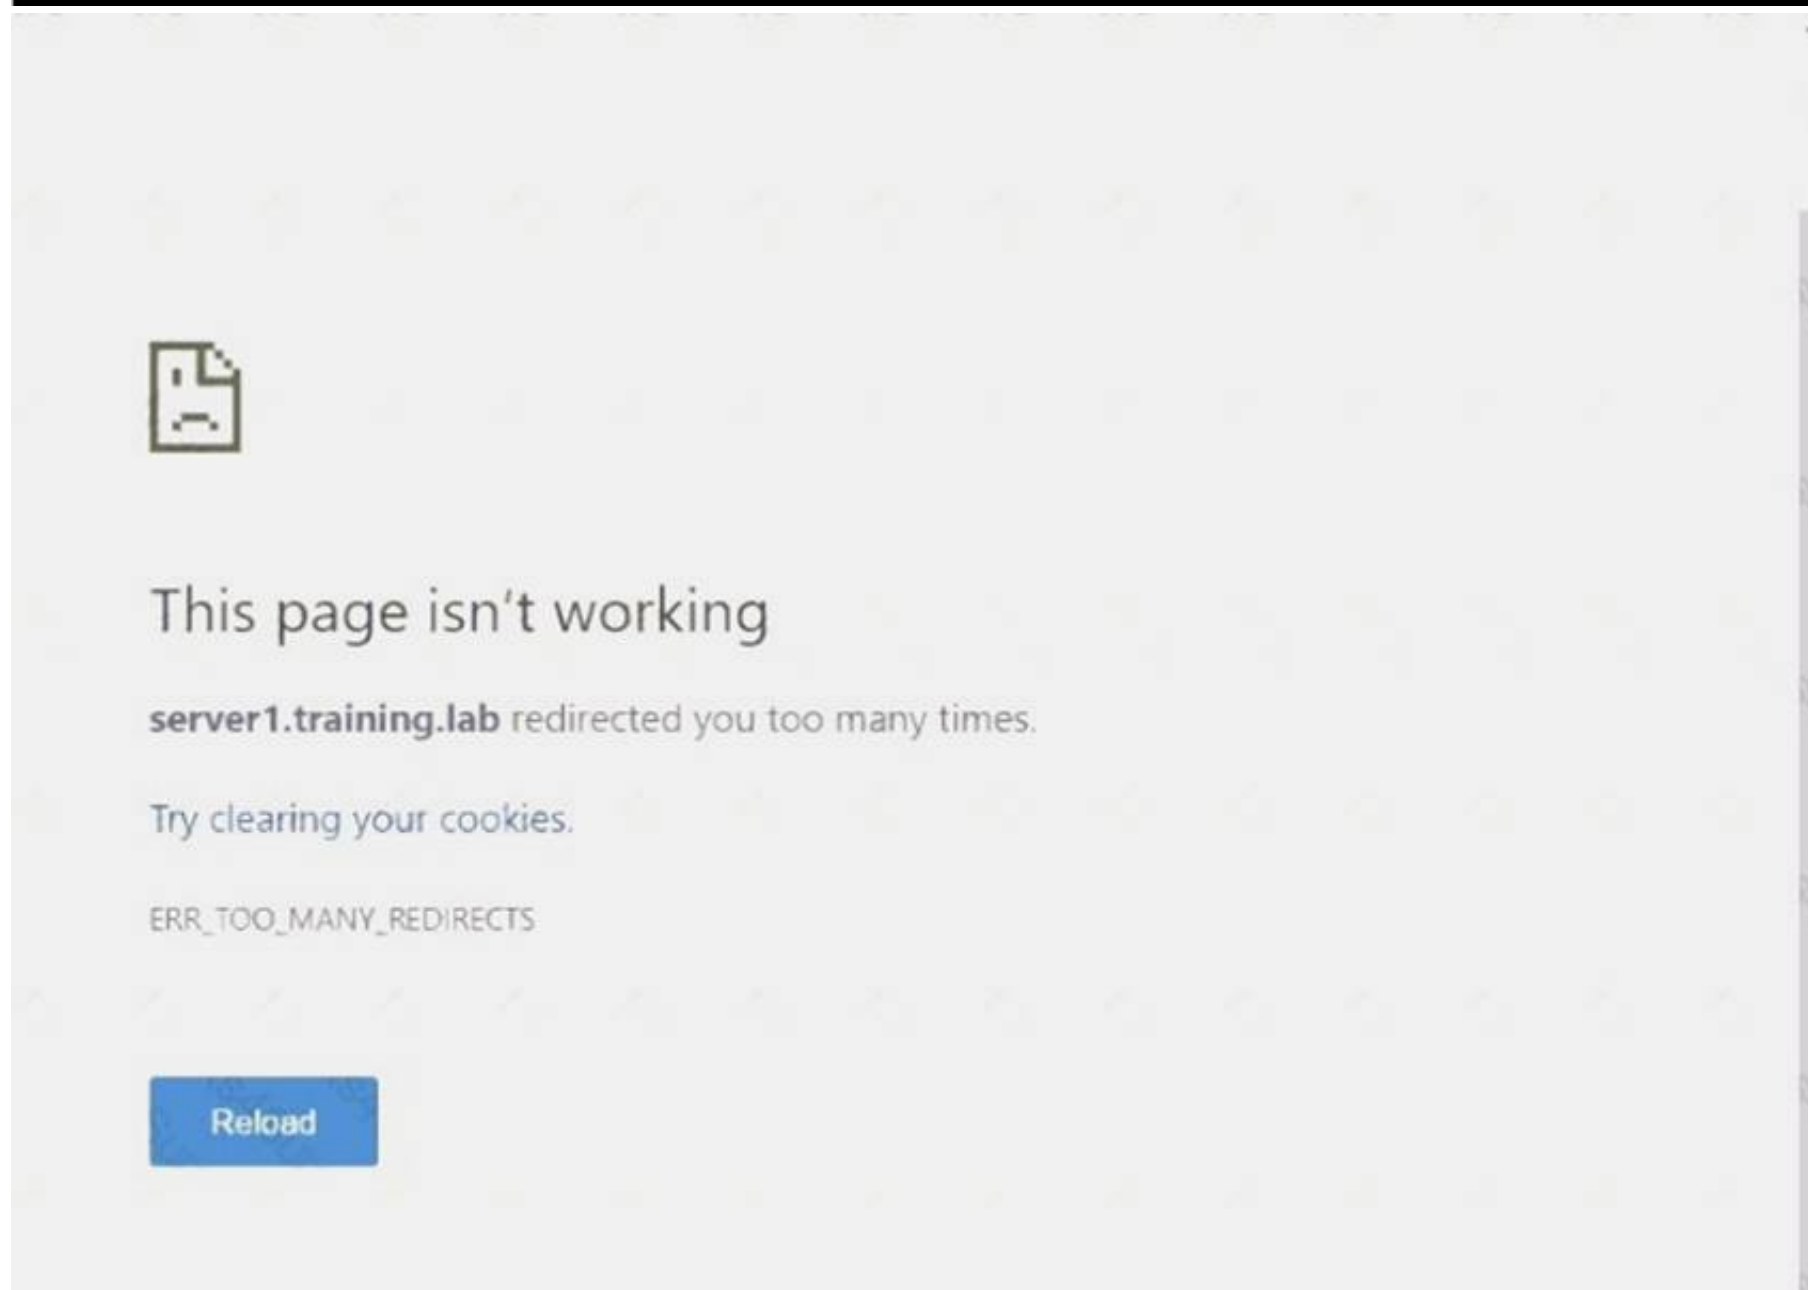 This page isn't working
server1.training.lab redirected you too many times.
Try clearing your cookies.
ERR_TOO_MANY_REDIRECTS
Reload